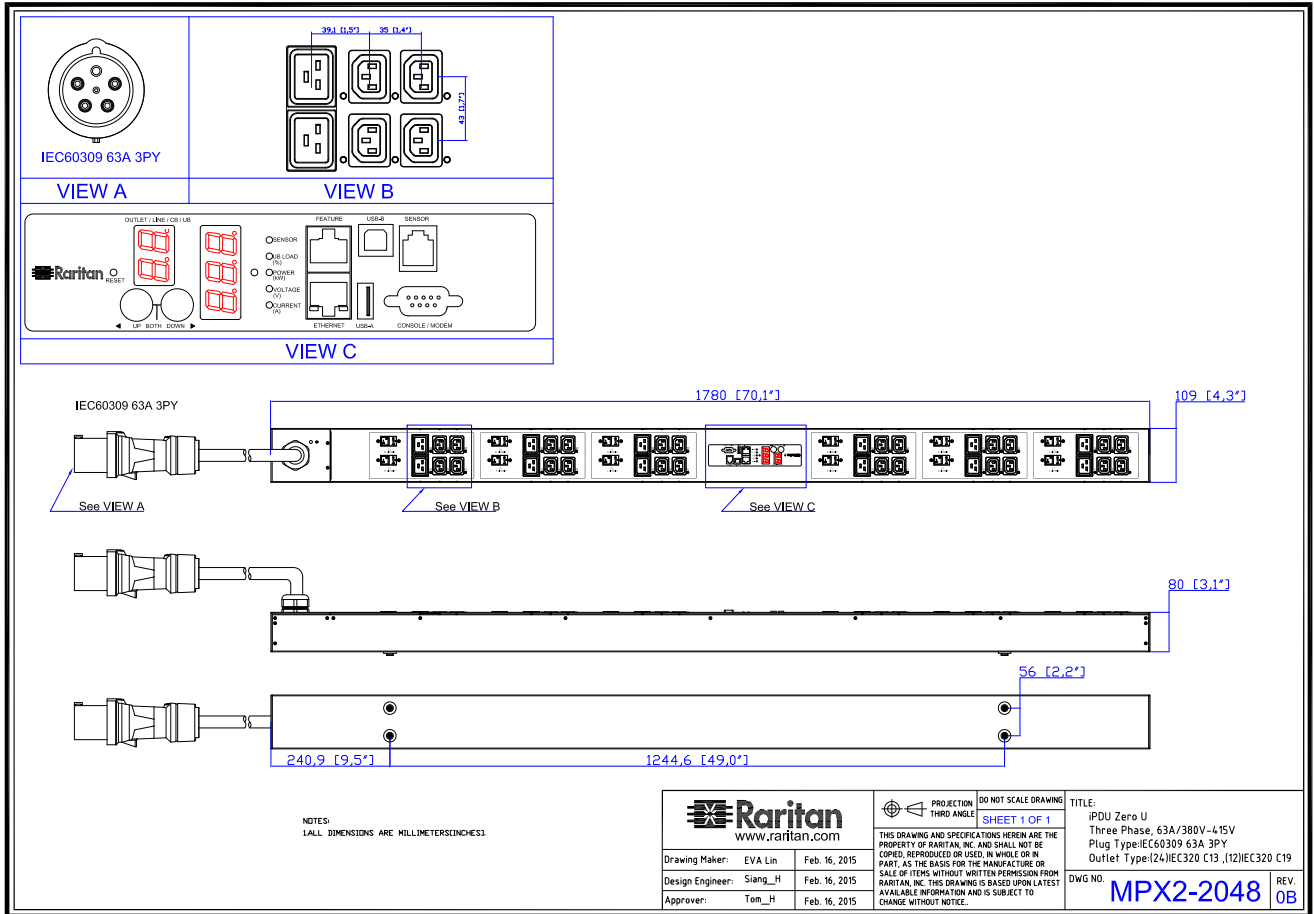 39,1 [1,5"]
35 [1,4"]
43 [1,7"]
IEC60309 63A 3PY
VIEW A
VIEW B
OUTLET / LINE / CB / UB
FEATURE
USB-B
SENSOR
SENSOR
UB LOAD
(%)
POWER
(kW)
VOLTAGE
(V)
CURRENT
(A)
Raritan
RESET
UP BOTH DOWN
ETHERNET
USB-A
CONSOLE / MODEM
VIEW C
IEC60309 63A 3PY
1780 [70,1"]
109 [4,3"]
See VIEW A
See VIEW B
See VIEW C
80 [3,1"]
56 [2,2"]
240,9 [9,5"]
1244,6 [49,0"]
NOTES:
1.ALL DIMENSIONS ARE MILLIMETERS[INCHES].
Raritan
www.raritan.com
Drawing Maker: EVA Lin Feb. 16, 2015
Design Engineer: Siang_H Feb. 16, 2015
Approver: Tom_H Feb. 16, 2015
PROJECTION
THIRD ANGLE
DO NOT SCALE DRAWING
SHEET 1 OF 1
THIS DRAWING AND SPECIFICATIONS HEREIN ARE THE
PROPERTY OF RARITAN, INC. AND SHALL NOT BE
COPIED, REPRODUCED OR USED, IN WHOLE OR IN
PART, AS THE BASIS FOR THE MANUFACTURE OR
SALE OF ITEMS WITHOUT WRITTEN PERMISSION FROM
RARITAN, INC. THIS DRAWING IS BASED UPON LATEST
AVAILABLE INFORMATION AND IS SUBJECT TO
CHANGE WITHOUT NOTICE..
TITLE:
iPDU Zero U
Three Phase, 63A/380V-415V
Plug Type:IEC60309 63A 3PY
Outlet Type:(24)IEC320 C13 ,(12)IEC320 C19
DWG NO.
MPX2-2048
REV.
0B